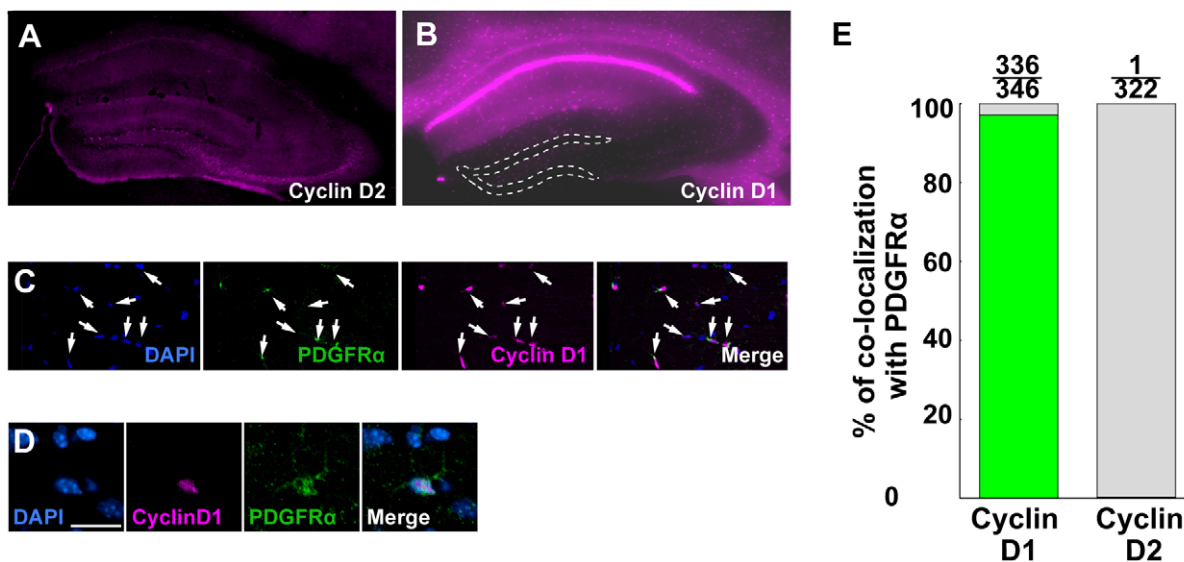 A
Cyclin D2
B
Cyclin D1
C
DAPI
PDGFRα
Cyclin D1
Merge
D
DAPI
CyclinD1
PDGFRα
Merge
E
336
346
1
322
100
80
60
40
20
0
% of co-localization
with PDGFRα
Cyclin
D1
Cyclin
D2